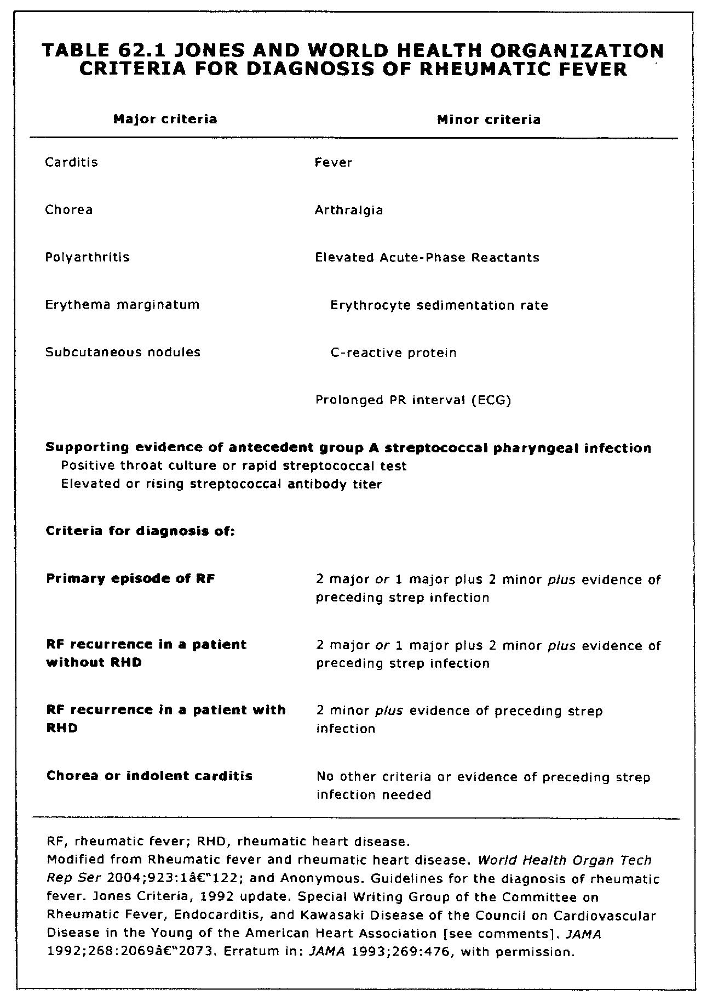 TABLE 62.1 JONES AND WORLD HEALTH ORGANIZATION
CRITERIA FOR DIAGNOSIS OF RHEUMATIC FEVER
Major criteria Minor criteria
Carditis Fever
Chorea Arthralgia
Polyarthritis Elevated Acute-Phase Reactants
Erythema marginatum Erythrocyte sedimentation rate
Subcutaneous nodules C-reactive protein
Prolonged PR interval (ECG)
Supporting evidence of antecedent group A streptococcal pharyngeal infection
Positive throat culture or rapid streptococcal test
Elevated or rising streptococcal antibody titer
Criteria for diagnosis of:
Primary episode of RF 2 major or 1 major plus 2 minor plus evidence of
preceding strep infection
RF recurrence in a patient 2 major or 1 major plus 2 minor plus evidence of
without RHD preceding strep infection
RF recurrence in a patient with 2 minor plus evidence of preceding strep
RHD infection
Chorea or indolent carditis No other criteria or evidence of preceding strep
infection needed
RF, rheumatic fever; RHD, rheumatic heart disease.
Modified from Rheumatic fever and rheumatic heart disease. World Health Organ Tech
Rep Ser 2004;923:1â€‟122; and Anonymous. Guidelines for the diagnosis of rheumatic
fever. Jones Criteria, 1992 update. Special Writing Group of the Committee on
Rheumatic Fever, Endocarditis, and Kawasaki Disease of the Council on Cardiovascular
Disease in the Young of the American Heart Association [see comments]. JAMA
1992;268:2069â€‟2073. Erratum in: JAMA 1993;269:476, with permission.